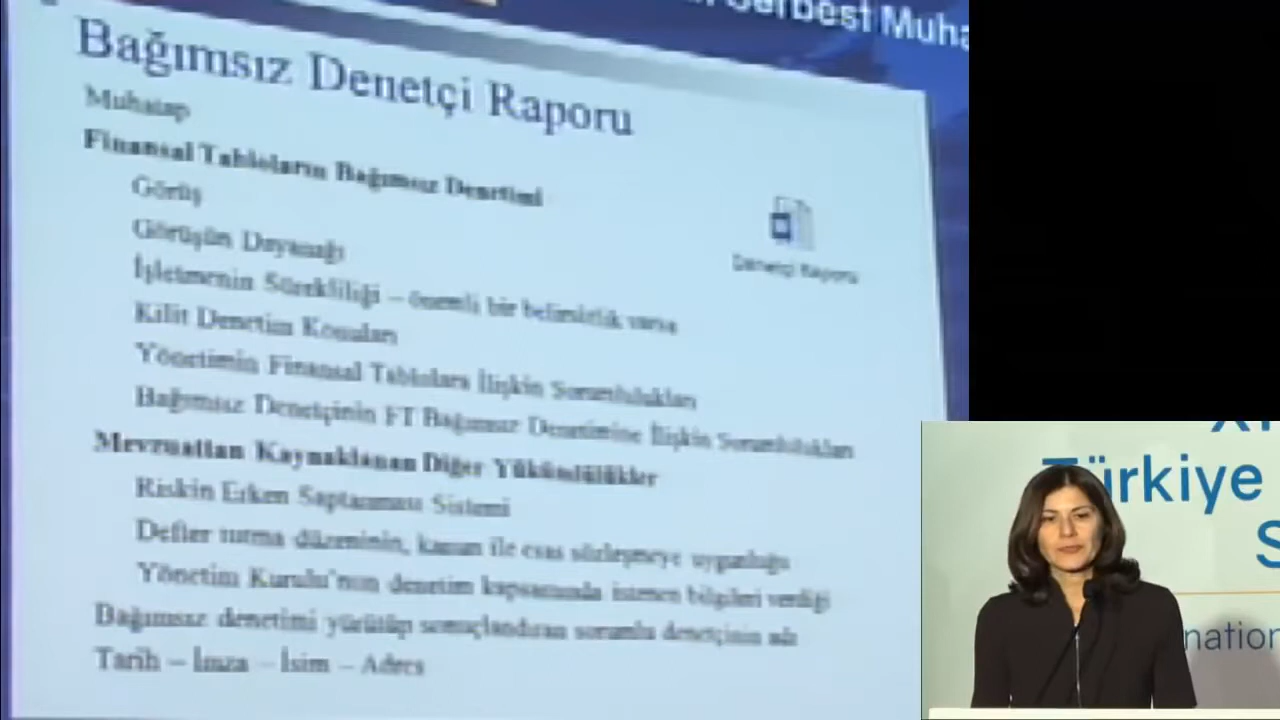 Serbest Muha
Bağımsız Denetçi Raporu
Muhatap
Finansal Tabloların Bağımsız Denetimi
Görüş
Görüşün Dayanağı
İşletmenin Sürekliliği – önemli bir belirsizlik varsa
Kilit Denetim Konuları
Yönetimin Finansal Tablolara İlişkin Sorumlulukları
Bağımsız Denetçinin FT Bağımsız Denetimine İlişkin Sorumlulukları
Mevzuattan Kaynaklanan Diğer Yükümlülükler
Riskin Erken Saptanması Sistemi
Defter tutma düzeninin, kanun ile esas sözleşmeye uygunluğu
Yönetim Kurulu'nun denetim kapsamında istenen bilgileri verdiği
Bağımsız denetimi yürütüp sonuçlandıran sorumlu denetçinin adı
Tarih – İmza – İsim – Adres
Denetçi Raporu
Türkiye
S
nation